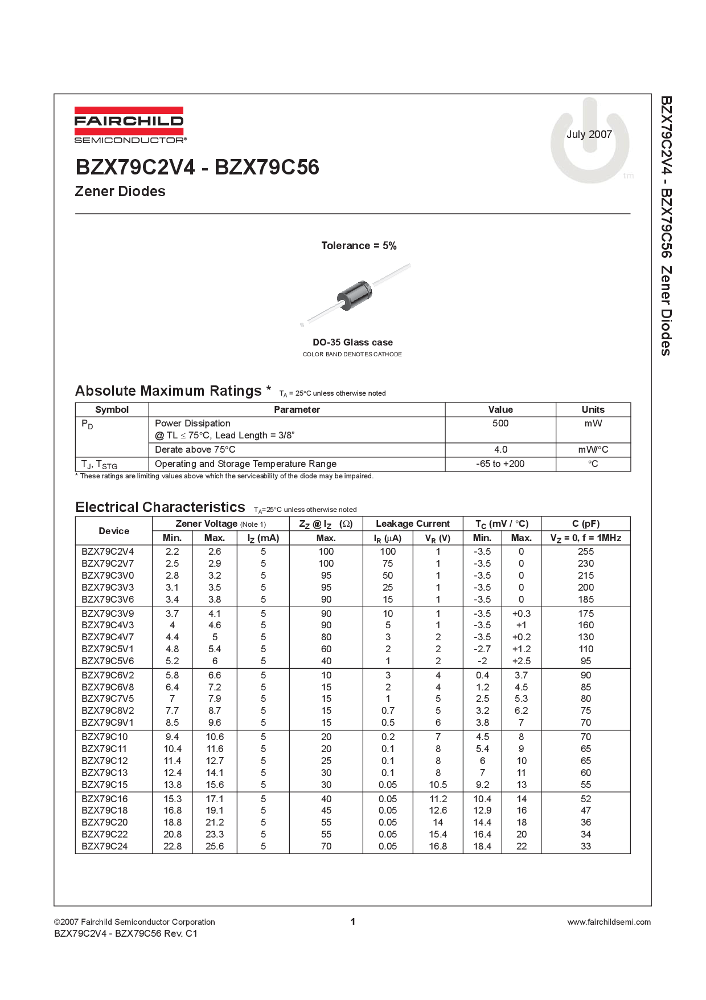 FAIRCHILD
SEMICONDUCTOR®
July 2007
tm
BZX79C2V4 - BZX79C56
Zener Diodes
BZX79C2V4 - BZX79C56  Zener Diodes
Tolerance = 5%
DO-35 Glass case
COLOR BAND DENOTES CATHODE
Absolute Maximum Ratings * TA = 25°C unless otherwise noted
Symbol Parameter Value Units
PD Power Dissipation 500 mW
@ TL ≤ 75°C, Lead Length = 3/8”
Derate above 75°C 4.0 mW/°C
TJ, TSTG Operating and Storage Temperature Range -65 to +200 °C
* These ratings are limiting values above which the serviceability of the diode may be impaired.
Electrical Characteristics TA=25°C unless otherwise noted
Device Zener Voltage (Note 1) ZZ @ IZ (Ω) Leakage Current TC (mV / °C) C (pF)
Min. Max. IZ (mA) Max. IR (μA) VR (V) Min. Max. VZ = 0, f = 1MHz
BZX79C2V4 2.2 2.6 5 100 100 1 -3.5 0 255
BZX79C2V7 2.5 2.9 5 100 75 1 -3.5 0 230
BZX79C3V0 2.8 3.2 5 95 50 1 -3.5 0 215
BZX79C3V3 3.1 3.5 5 95 25 1 -3.5 0 200
BZX79C3V6 3.4 3.8 5 90 15 1 -3.5 0 185
BZX79C3V9 3.7 4.1 5 90 10 1 -3.5 +0.3 175
BZX79C4V3 4 4.6 5 90 5 1 -3.5 +1 160
BZX79C4V7 4.4 5 5 80 3 2 -3.5 +0.2 130
BZX79C5V1 4.8 5.4 5 60 2 2 -2.7 +1.2 110
BZX79C5V6 5.2 6 5 40 1 2 -2 +2.5 95
BZX79C6V2 5.8 6.6 5 10 3 4 0.4 3.7 90
BZX79C6V8 6.4 7.2 5 15 2 4 1.2 4.5 85
BZX79C7V5 7 7.9 5 15 1 5 2.5 5.3 80
BZX79C8V2 7.7 8.7 5 15 0.7 5 3.2 6.2 75
BZX79C9V1 8.5 9.6 5 15 0.5 6 3.8 7 70
BZX79C10 9.4 10.6 5 20 0.2 7 4.5 8 70
BZX79C11 10.4 11.6 5 20 0.1 8 5.4 9 65
BZX79C12 11.4 12.7 5 25 0.1 8 6 10 65
BZX79C13 12.4 14.1 5 30 0.1 8 7 11 60
BZX79C15 13.8 15.6 5 30 0.05 10.5 9.2 13 55
BZX79C16 15.3 17.1 5 40 0.05 11.2 10.4 14 52
BZX79C18 16.8 19.1 5 45 0.05 12.6 12.9 16 47
BZX79C20 18.8 21.2 5 55 0.05 14 14.4 18 36
BZX79C22 20.8 23.3 5 55 0.05 15.4 16.4 20 34
BZX79C24 22.8 25.6 5 70 0.05 16.8 18.4 22 33
©2007 Fairchild Semiconductor Corporation 1 www.fairchildsemi.com
BZX79C2V4 - BZX79C56 Rev. C1